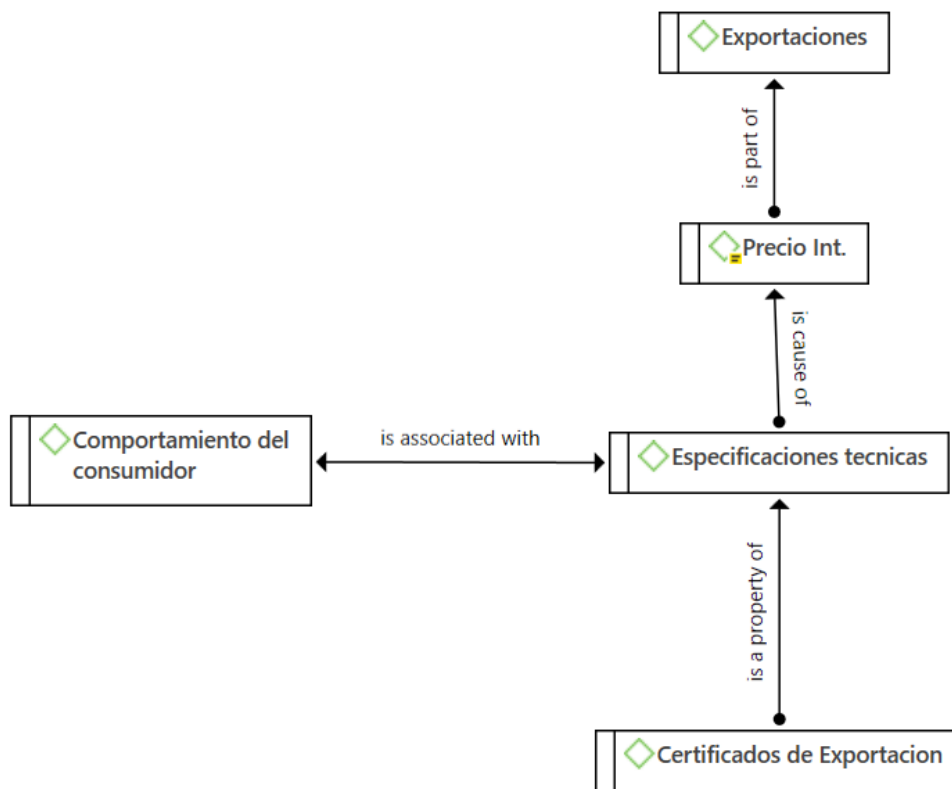 Exportaciones
is part of
Precio Int.
is cause of
Comportamiento del
consumidor
is associated with
Especificaciones tecnicas
is a property of
Certificados de Exportacion